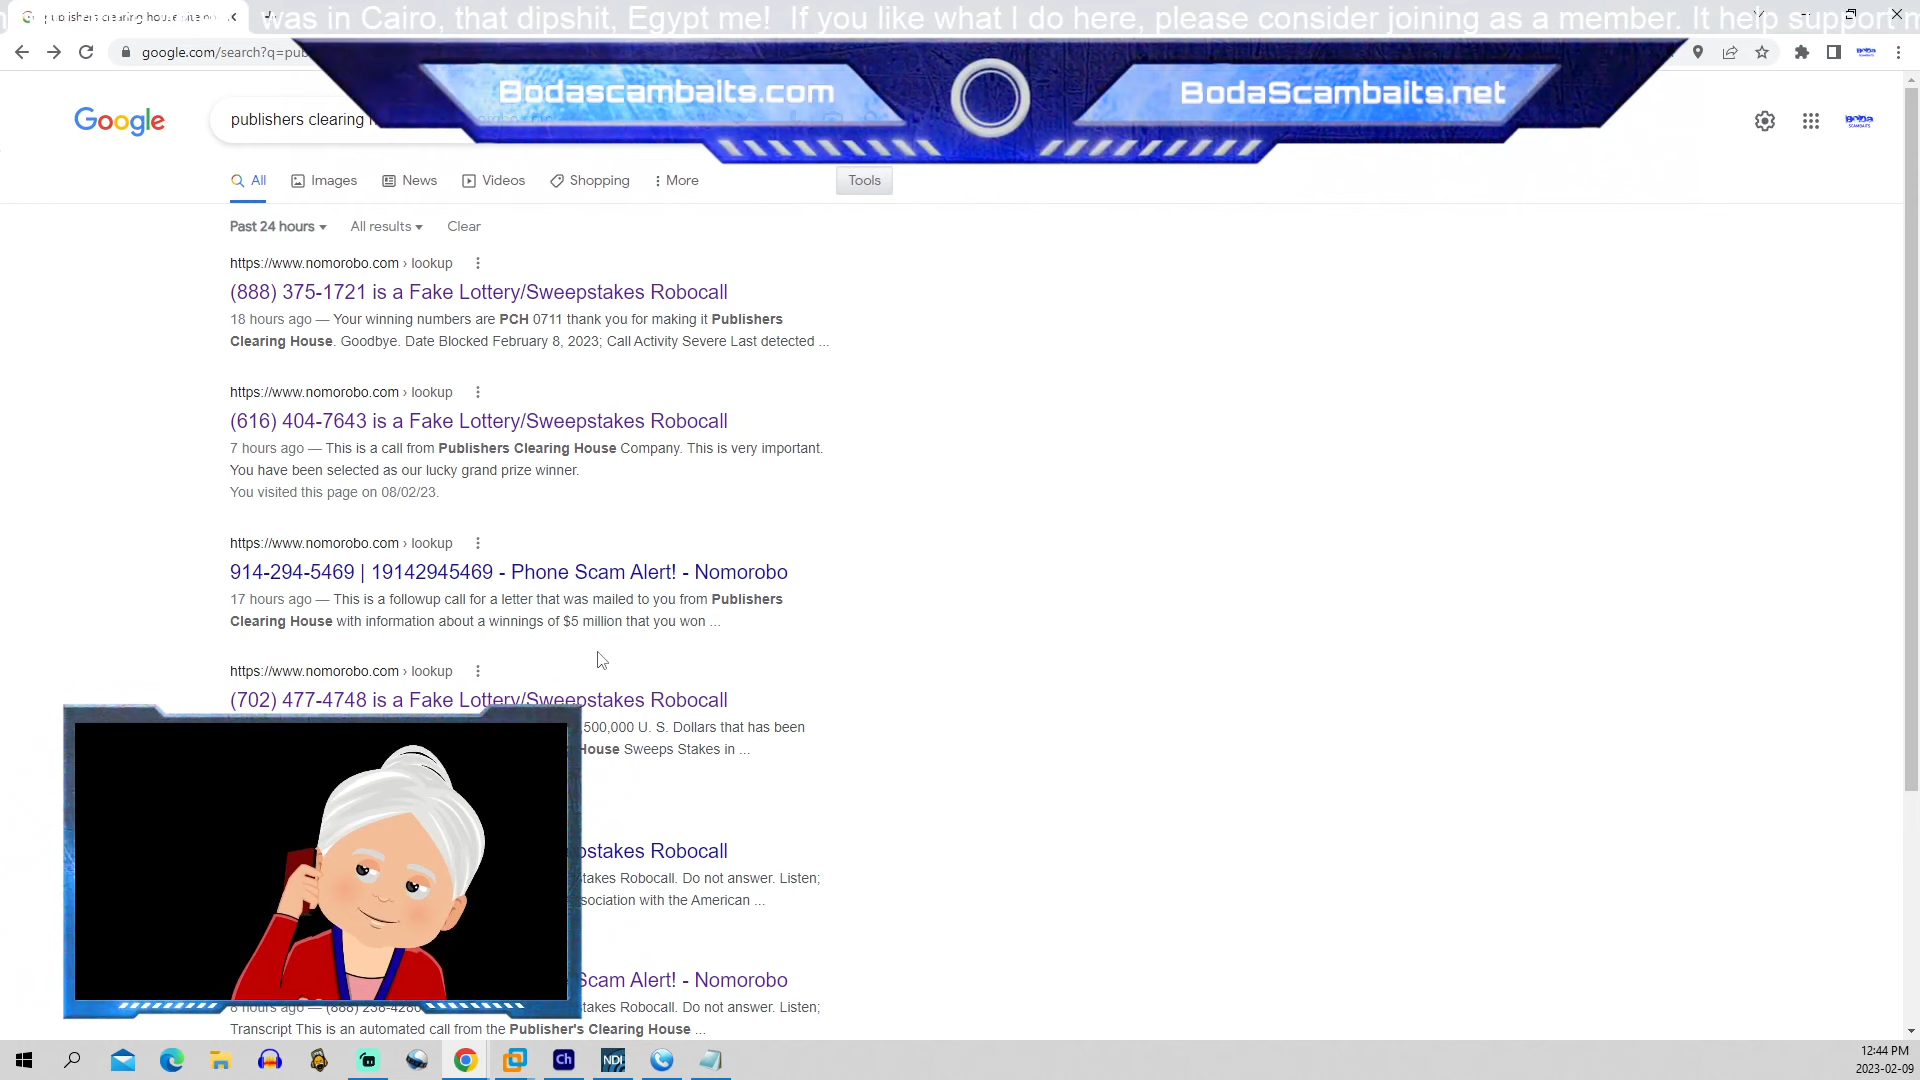 was in Cairo, that dipshit, Egypt me! If you like what I do here, please consider joining as a member. It help support m
google.com/search?q=pub
Bodascambaits.com
BodaScambaits.net
Google
publishers clearing
All
Images
News
Videos
Shopping
More
Tools
Past 24 hours
All results
Clear
https://www.nomorobo.com › lookup
(888) 375-1721 is a Fake Lottery/Sweepstakes Robocall
18 hours ago — Your winning numbers are PCH 0711 thank you for making it Publishers
Clearing House. Goodbye. Date Blocked February 8, 2023; Call Activity Severe Last detected ...
https://www.nomorobo.com › lookup
(616) 404-7643 is a Fake Lottery/Sweepstakes Robocall
7 hours ago — This is a call from Publishers Clearing House Company. This is very important.
You have been selected as our lucky grand prize winner.
You visited this page on 08/02/23.
https://www.nomorobo.com › lookup
914-294-5469 | 19142945469 - Phone Scam Alert! - Nomorobo
17 hours ago — This is a followup call for a letter that was mailed to you from Publishers
Clearing House with information about a winnings of $5 million that you won ...
https://www.nomorobo.com › lookup
(702) 477-4748 is a Fake Lottery/Sweepstakes Robocall
500,000 U. S. Dollars that has been
House Sweeps Stakes in ...
pstakes Robocall
takes Robocall. Do not answer. Listen;
sociation with the American ...
Scam Alert! - Nomorobo
8 hours ago — (888) 238-4280
takes Robocall. Do not answer. Listen;
Transcript This is an automated call from the Publisher's Clearing House ...
Ch
NDI
12:44 PM
2023-02-09